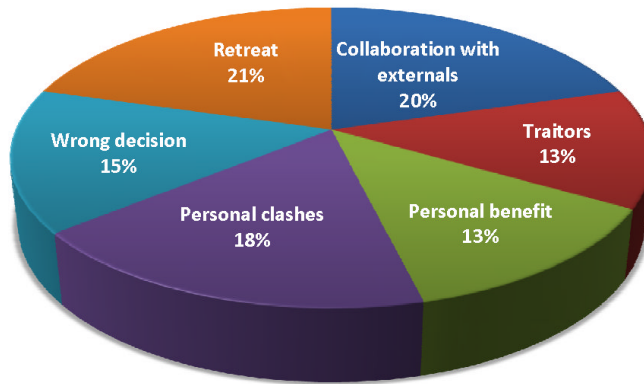 Retreat
21%
Collaboration with
externals
20%
Traitors
13%
Wrong decision
15%
Personal clashes
18%
Personal benefit
13%